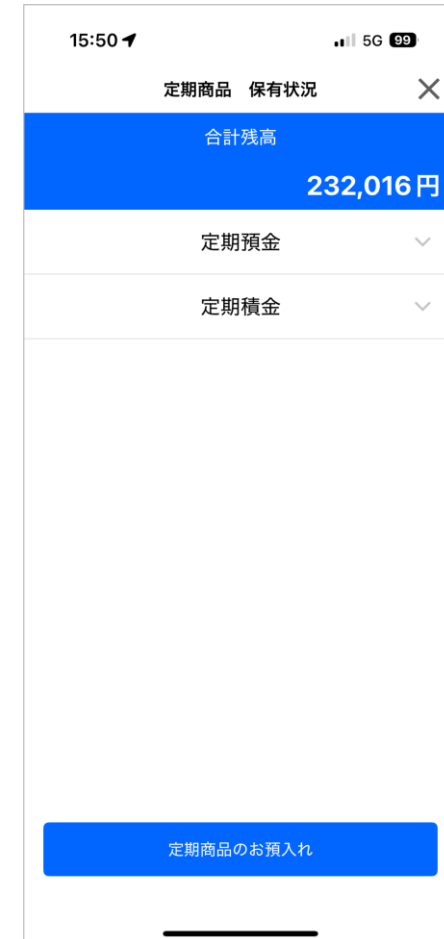 15:50 5G 99
定期商品 保有状況
合計残高
232,016円
定期預金
定期積金
定期商品のお預入れ